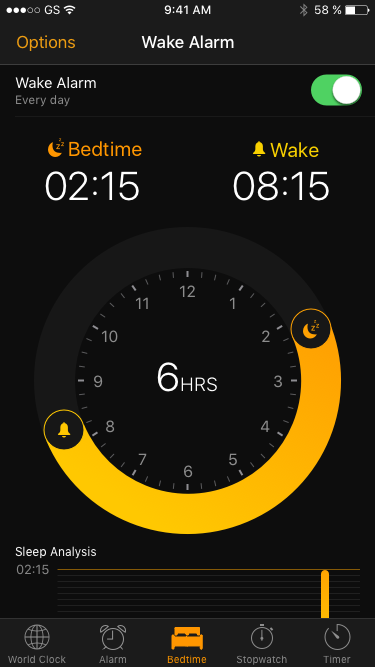 GS 9:41 AM 58 %
Options Wake Alarm
Wake Alarm
Every day
Bedtime Wake
02:15 08:15
12
11 1
10 2
9 6HRS 3
8 4
7 5
6
Sleep Analysis
02:15
World Clock Alarm Bedtime Stopwatch Timer